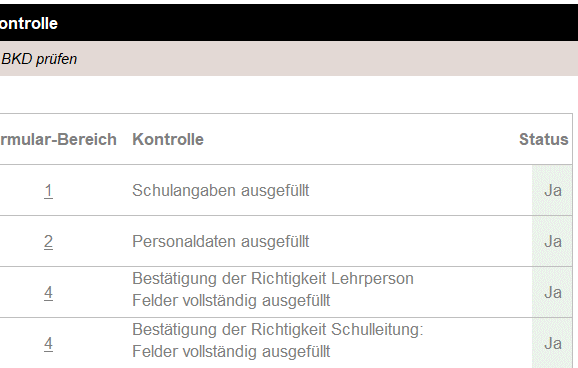 ontrolle
BKD prüfen
rmular-Bereich Kontrolle Status
1 Schulangaben ausgefüllt Ja
2 Personaldaten ausgefüllt Ja
4 Bestätigung der Richtigkeit Lehrperson
Felder vollständig ausgefüllt Ja
4 Bestätigung der Richtigkeit Schulleitung:
Felder vollständig ausgefüllt Ja